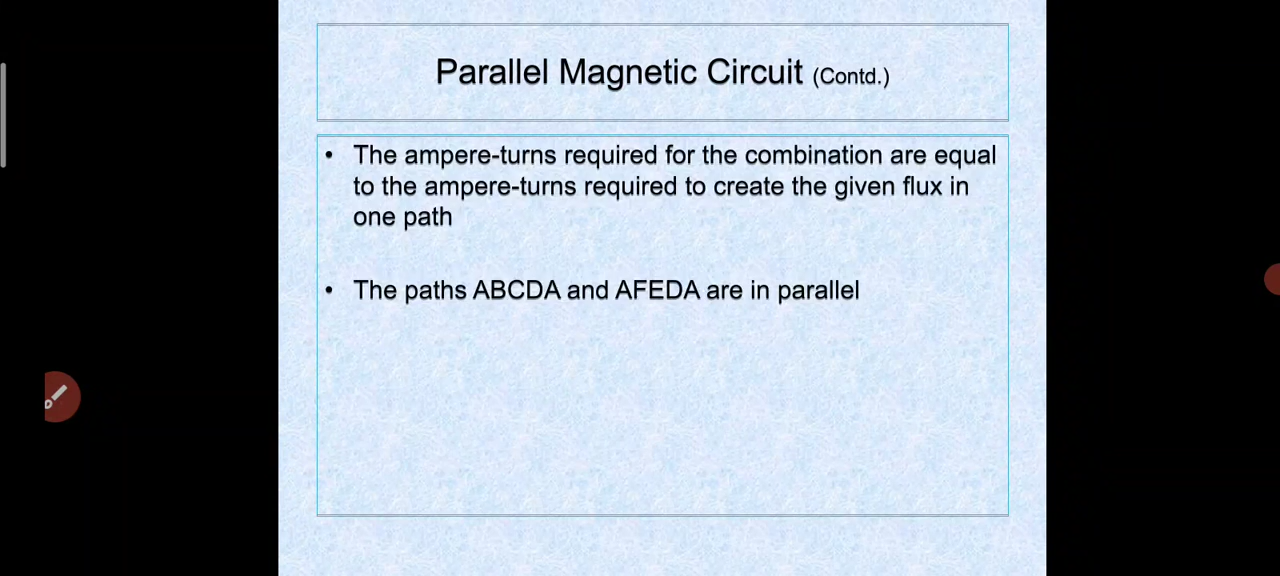 Parallel Magnetic Circuit (Contd.)
• The ampere-turns required for the combination are equal
to the ampere-turns required to create the given flux in
one path
• The paths ABCDA and AFEDA are in parallel